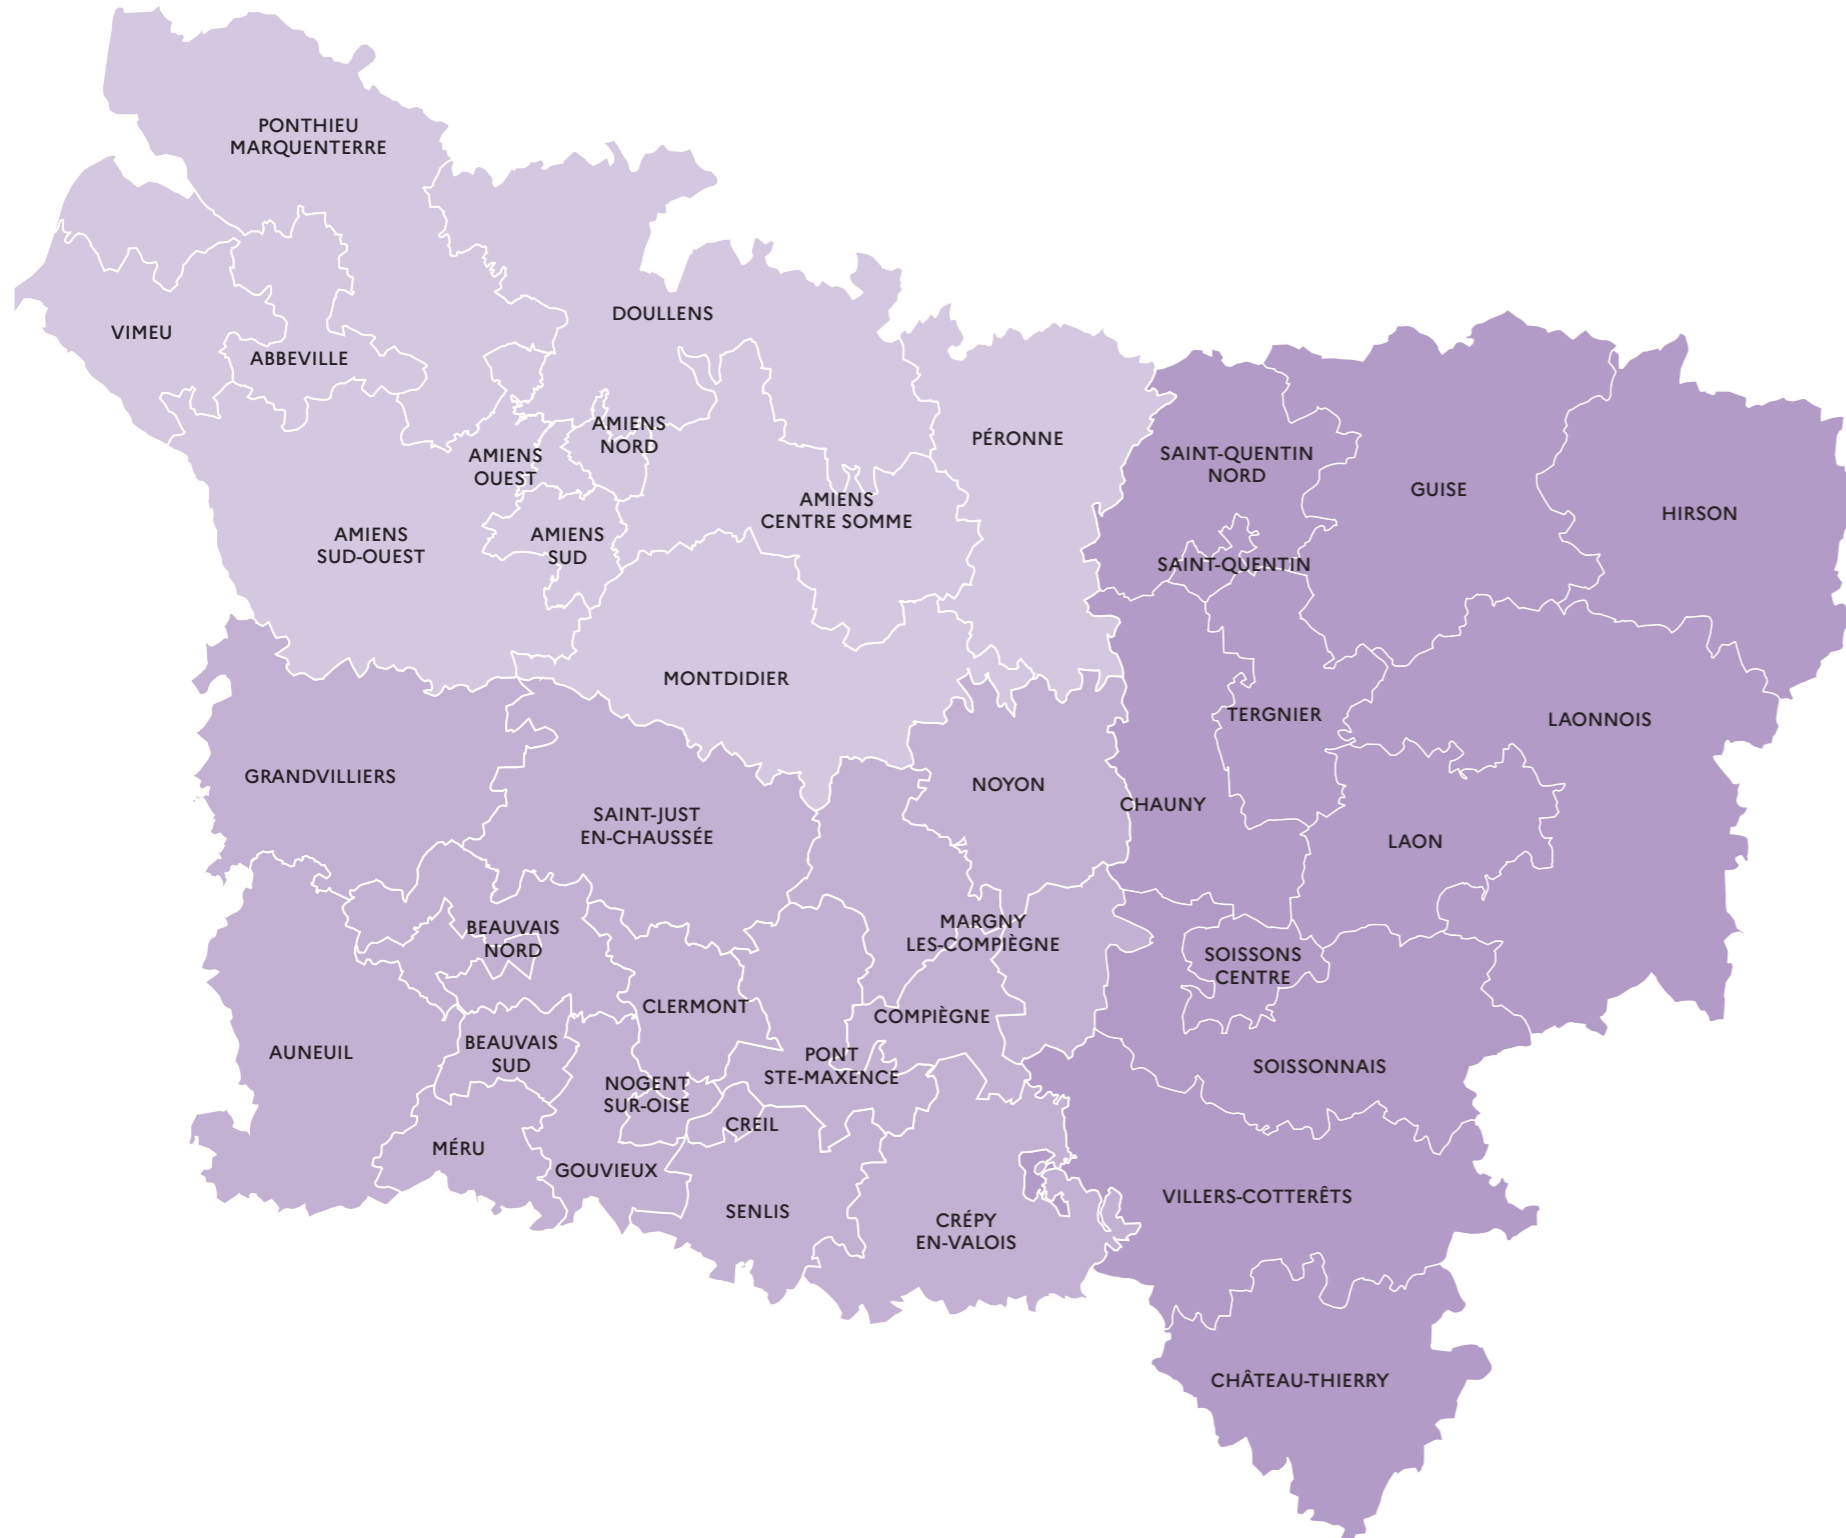 PONTHIEU
MARQUENTERRE
DOULLENS
VIMEU
ABBEVILLE
AMIENS
NORD
PÉRONNE
AMIENS
OUEST
SAINT-QUENTIN
NORD
GUISE
HIRSON
AMIENS
CENTRE SOMME
AMIENS
SUD-OUEST
AMIENS
SUD
SAINT-QUENTIN
MONTDIDIER
TERGNIER
LAONNOIS
GRANDVILLIERS
NOYON
CHAUNY
SAINT-JUST
EN-CHAUSSÉE
LAON
BEAUVAIS
NORD
MARGNY
LES-COMPIÈGNE
SOISSONS
CENTRE
CLERMONT
COMPIÈGNE
AUNEUIL
BEAUVAIS
SUD
PONT
STE-MAXENCE
SOISSONNAIS
NOGENT
SUR-OISE
CREIL
MÉRU
GOUVIEUX
VILLERS-COTTERÊTS
SENLIS
CRÉPY
EN-VALOIS
CHÂTEAU-THIERRY